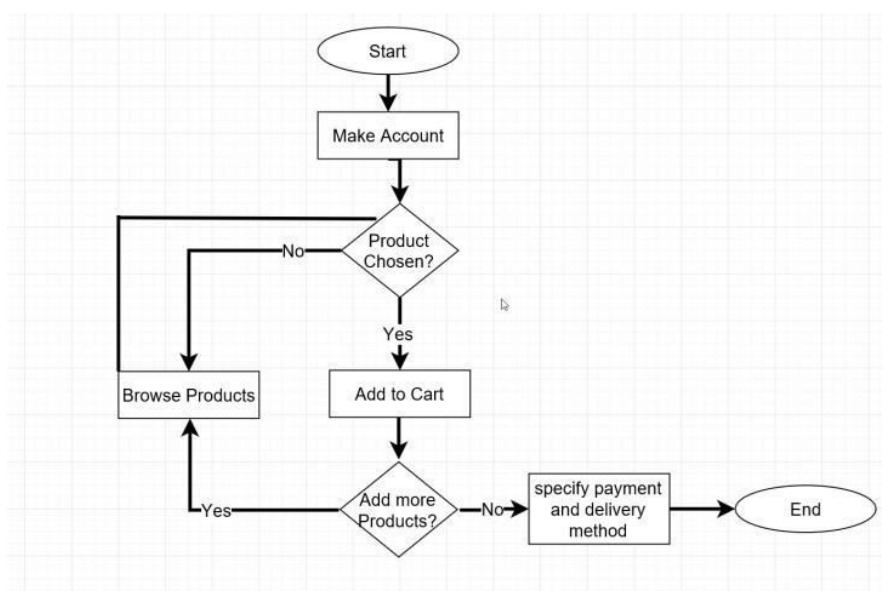 Start
Make Account
Product
Chosen?
No
Yes
Browse Products
Add to Cart
Add more
Products?
Yes
No
specify payment
and delivery
method
End